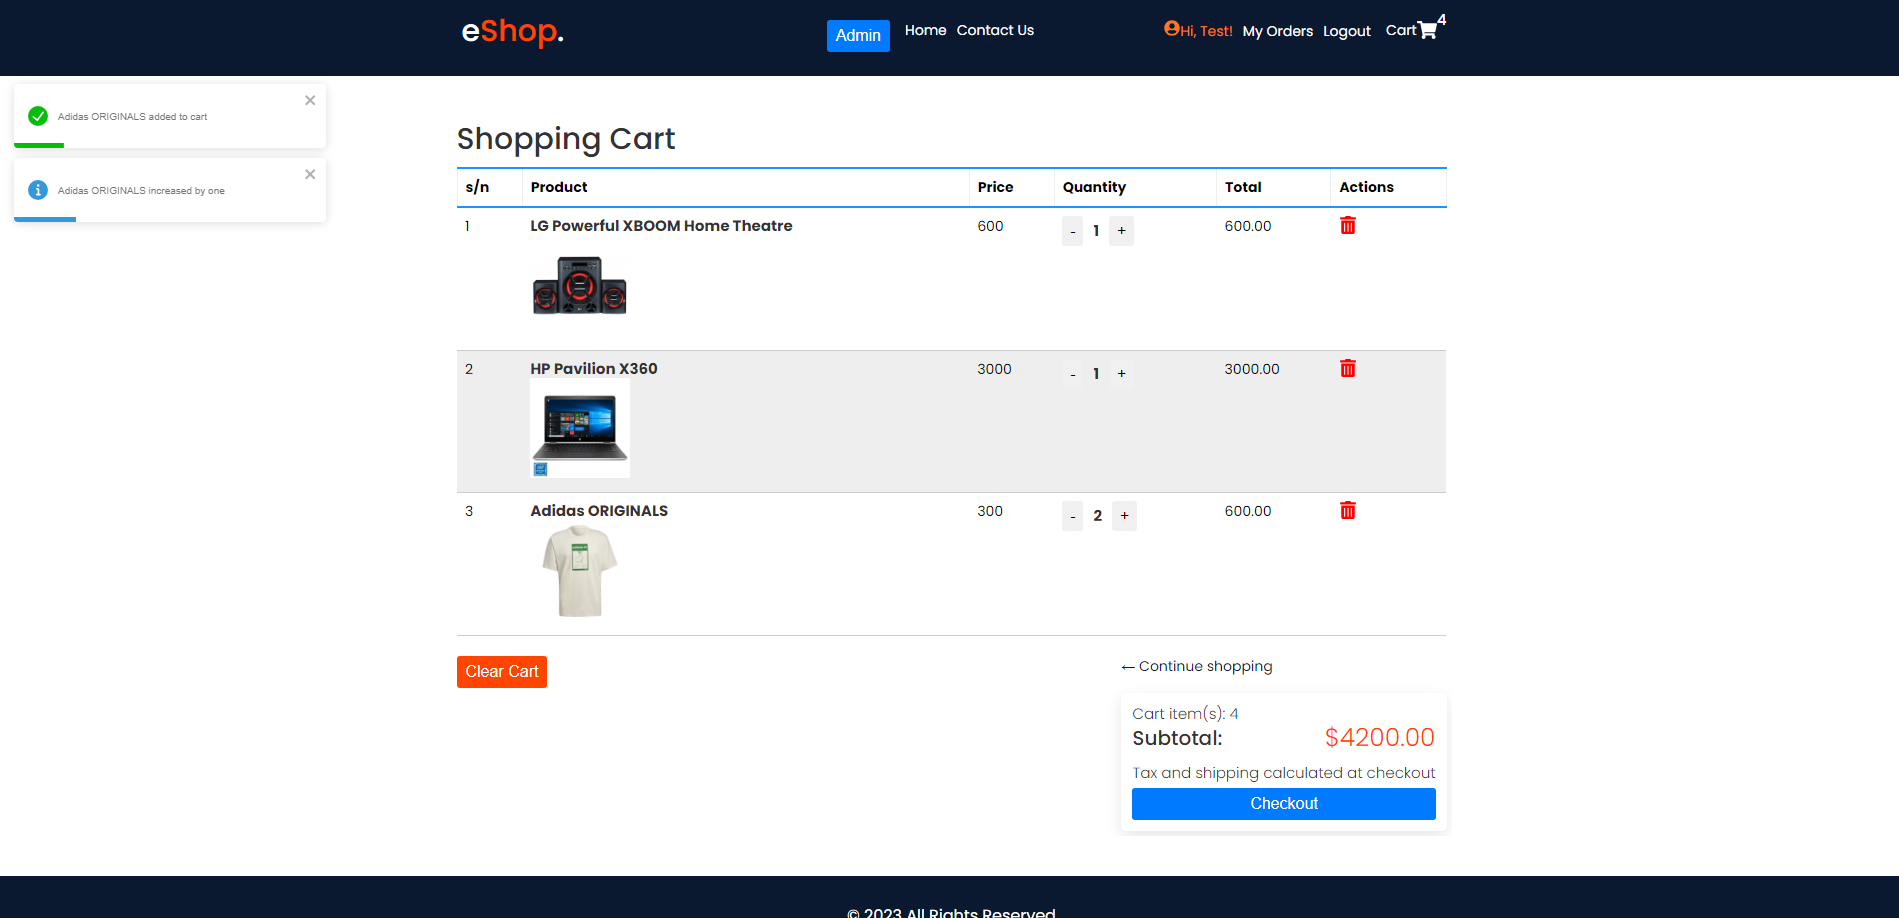 eShop.
Admin Home Contact Us
Hi, Test! My Orders Logout Cart 4
Adidas ORIGINALS added to cart
Adidas ORIGINALS increased by one
Shopping Cart
s/n Product Price Quantity Total Actions
1 LG Powerful XBOOM Home Theatre 600 - 1 + 600.00
2 HP Pavilion X360 3000 - 1 + 3000.00
3 Adidas ORIGINALS 300 - 2 + 600.00
Clear Cart
← Continue shopping
Cart item(s): 4
Subtotal: $4200.00
Tax and shipping calculated at checkout
Checkout
© 2023 All Rights Reserved